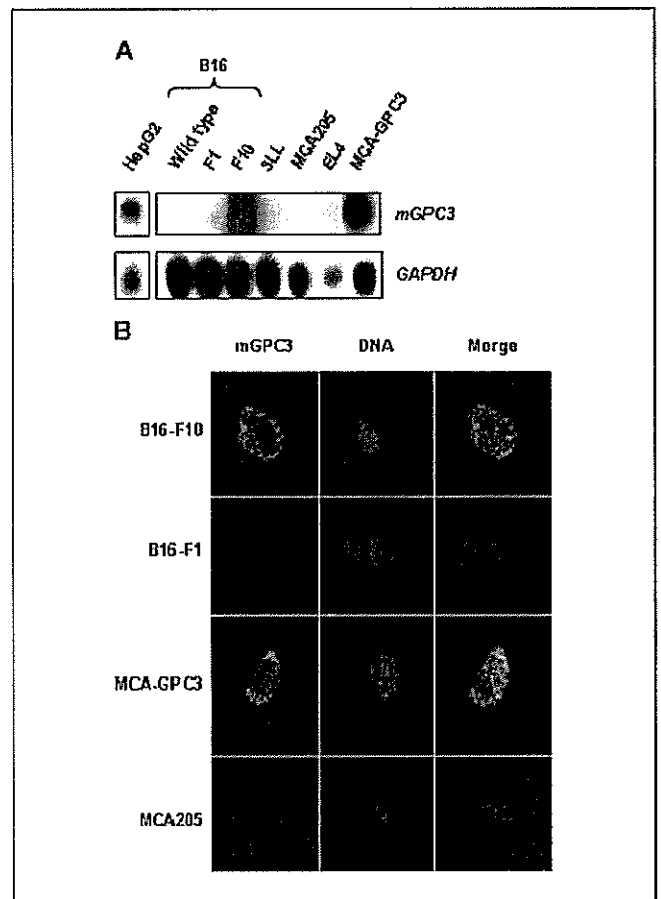 A
B16
HepG2 Wild type F1 F10 3LL MCA205 EL4 MCA-GPC3
mGPC3
GAPDH
B
mGPC3 DNA Merge
B16-F10
B16-F1
MCA-GPC3
MCA205